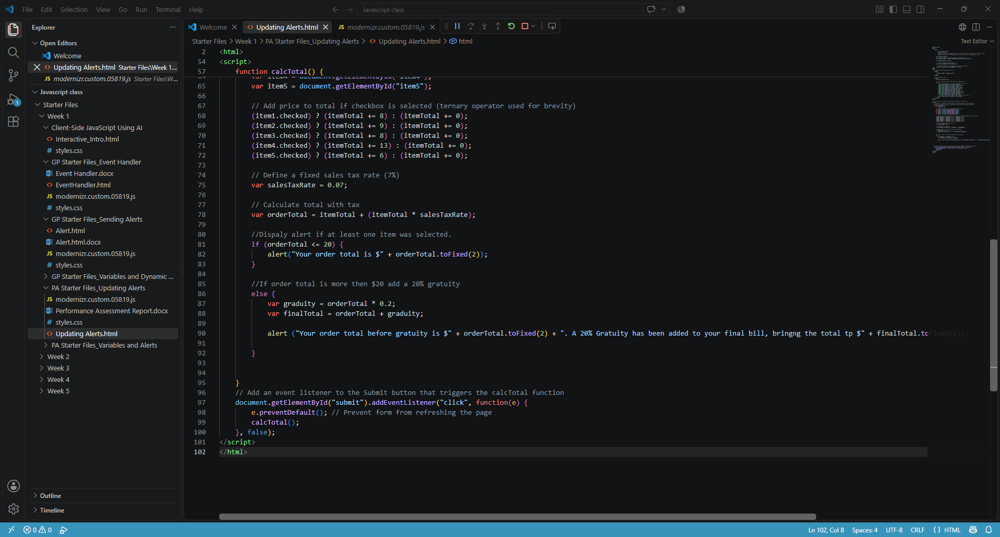 File Edit Selection View Go Run Terminal Help
Javascript class
Explorer
Open Editors
Welcome
Updating Alerts.html Starter Files\Week 1...
JS modernizr.custom.05819.js Starter Files\W...
Javascript class
Starter Files
Week 1
Client-Side JavaScript Using AI
Interactive_Intro.html
# styles.css
GP Starter Files_Event Handler
Event Handler.docx
EventHandler.html
JS modernizr.custom.05819.js
# styles.css
GP Starter Files_Sending Alerts
Alert.html
Alert.html.docx
JS modernizr.custom.05819.js
# styles.css
GP Starter Files_Variables and Dynamic ...
PA Starter Files_Updating Alerts
JS modernizr.custom.05819.js
Performance Assessment Report.docx
# styles.css
Updating Alerts.html
PA Starter Files_Variables and Alerts
Week 2
Week 3
Week 4
Week 5
Outline
Timeline
1
Welcome
Updating Alerts.html
JS modernizr.custom.05819.js
Starter Files > Week 1 > PA Starter Files_Updating Alerts > Updating Alerts.html > html
Text Editor
2 <html>
54 <script>
57 function calcTotal() {
64 var item4 = document.getElementById("item4");
65 var item5 = document.getElementById("item5");
66
67 // Add price to total if checkbox is selected (ternary operator used for brevity)
68 (item1.checked) ? (itemTotal += 8) : (itemTotal += 0);
69 (item2.checked) ? (itemTotal += 9) : (itemTotal += 0);
70 (item3.checked) ? (itemTotal += 8) : (itemTotal += 0);
71 (item4.checked) ? (itemTotal += 13) : (itemTotal += 0);
72 (item5.checked) ? (itemTotal += 6) : (itemTotal += 0);
73
74 // Define a fixed sales tax rate (7%)
75 var salesTaxRate = 0.07;
76
77 // Calculate total with tax
78 var orderTotal = itemTotal + (itemTotal * salesTaxRate);
79
80 //Dispaly alert if at least one item was selected.
81 if (orderTotal <= 20) {
82 alert("Your order total is $" + orderTotal.toFixed(2));
83 }
84
85 //If order total is more then $20 add a 20% gratuity
86 else {
87 var graduity = orderTotal * 0.2;
88 var finalTotal = orderTotal + graduity;
89
90 alert ("Your order total before gratuity is $" + orderTotal.toFixed(2) + ". A 20% Gratuity has been added to your final bill, bringng the total tp $" + finalTotal.toFixed(2));
91
92 }
93
94
95 }
96 // Add an event listener to the Submit button that triggers the calcTotal function
97 document.getElementById("submit").addEventListener("click", function(e) {
98 e.preventDefault(); // Prevent form from refreshing the page
99 calcTotal();
100 }, false);
101 </script>
102 </html>
0 0
Ln 102, Col 8 Spaces: 4 UTF-8 CRLF { } HTML